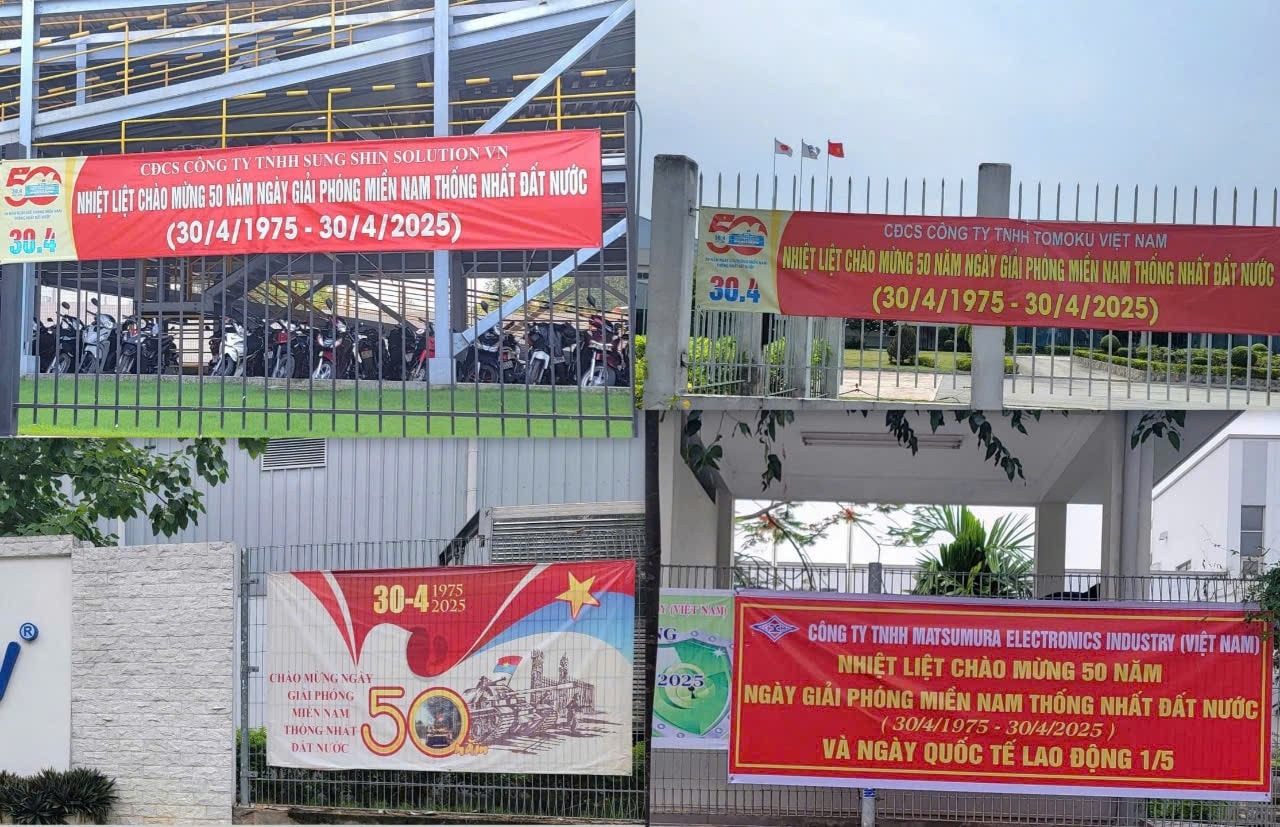 CĐCS CÔNG TY TNHH SUNG SHIN SOLUTION VN
NHIỆT LIỆT CHÀO MỪNG 50 NĂM NGÀY GIẢI PHÓNG MIỀN NAM THỐNG NHẤT ĐẤT NƯỚC
(30/4/1975 - 30/4/2025)
50
30.4
CĐCS CÔNG TY TNHH TOMOKU VIỆT NAM
NHIỆT LIỆT CHÀO MỪNG 50 NĂM NGÀY GIẢI PHÓNG MIỀN NAM THỐNG NHẤT ĐẤT NƯỚC
(30/4/1975 - 30/4/2025)
50
30.4
30-4 1975
2025
CHÀO MỪNG NGÀY
GIẢI PHÓNG
MIỀN NAM
THỐNG NHẤT
ĐẤT NƯỚC
50
®
Y (VIỆT NAM)
NG
2025
CÔNG TY TNHH MATSUMURA ELECTRONICS INDUSTRY (VIỆT NAM)
NHIỆT LIỆT CHÀO MỪNG 50 NĂM
NGÀY GIẢI PHÓNG MIỀN NAM THỐNG NHẤT ĐẤT NƯỚC
( 30/4/1975 - 30/4/2025 )
VÀ NGÀY QUỐC TẾ LAO ĐỘNG 1/5